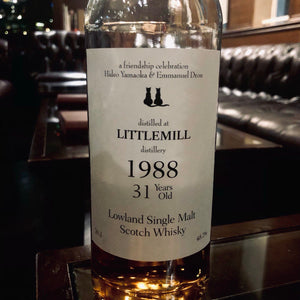 a friendship celebration
Hideo Yamaoka & Emmanuel Dron
distilled at
LITTLEMILL
distillery
1988
31 Years Old
Lowland Single Malt
Scotch Whisky